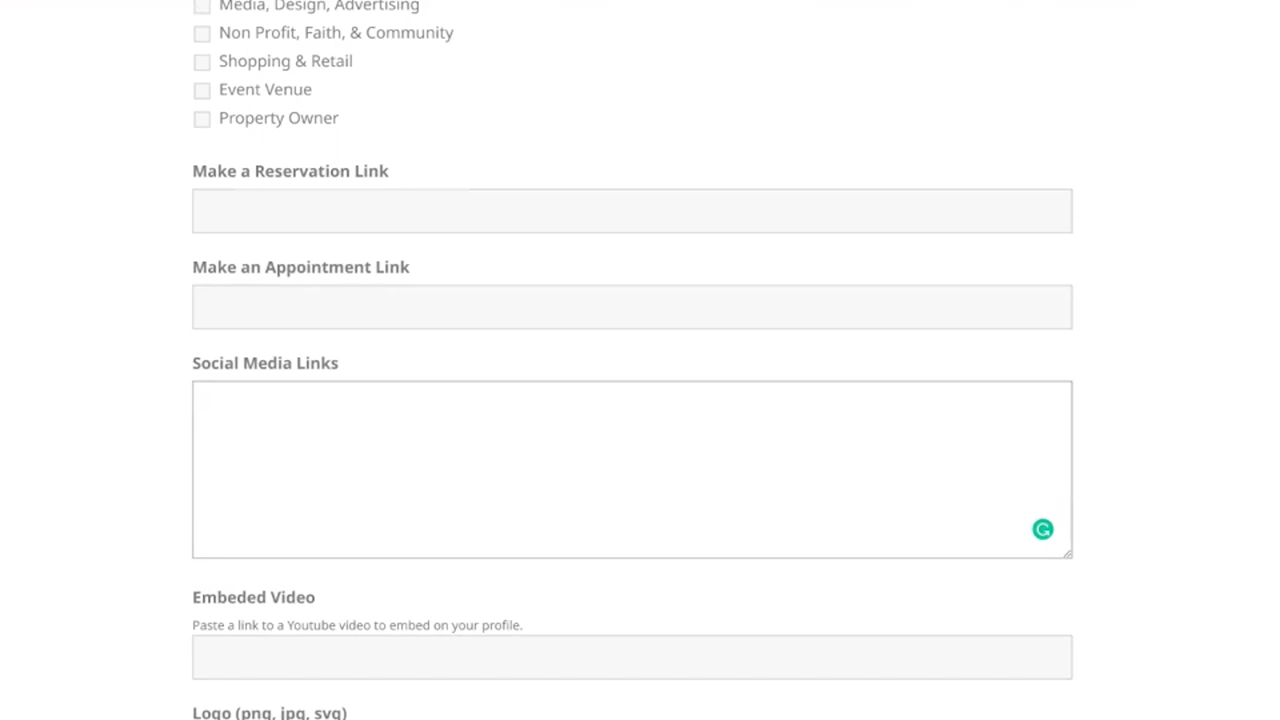 Media, Design, Advertising
Non Profit, Faith, & Community
Shopping & Retail
Event Venue
Property Owner
Make a Reservation Link
Make an Appointment Link
Social Media Links
Embeded Video
Paste a link to a Youtube video to embed on your profile.
Logo (png, jpg, svg)